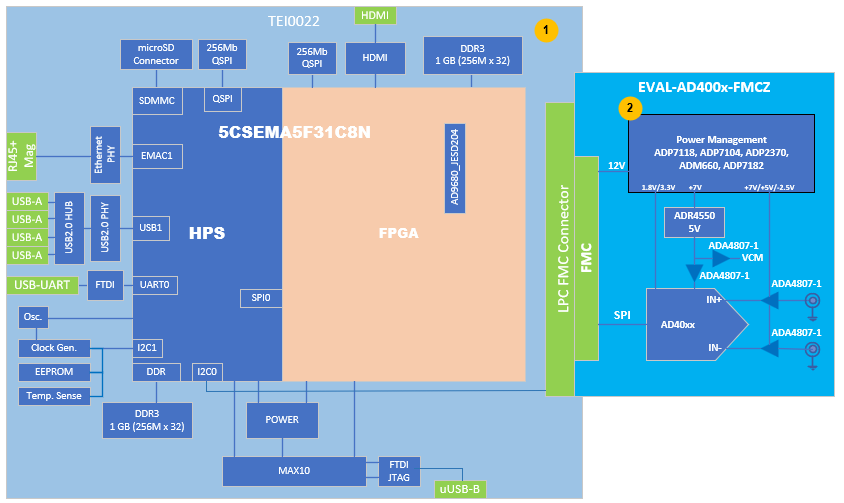 TEI0022
1
HDMI
microSD
Connector
256Mb
QSPI
256Mb
QSPI
HDMI
DDR3
1 GB (256M x 32)
SDMMC
QSPI
5CSEMA5F31C8N
AD9680_JESD204
RJ45+
Mag
Ethernet
PHY
EMAC1
USB-A
USB-A
USB-A
USB-A
USB2.0 HUB
USB2.0 PHY
USB1
HPS
FPGA
USB-UART
FTDI
UART0
SPI0
Osc.
Clock Gen.
I2C1
EEPROM
DDR
I2C0
Temp. Sense
DDR3
1 GB (256M x 32)
POWER
MAX10
FTDI
JTAG
uUSB-B
LPC FMC Connector
FMC
EVAL-AD400x-FMCZ
2
Power Management
ADP7118, ADP7104, ADP2370,
ADM660, ADP7182
12V
1.8V/3.3V
+7V
+7V/+5V/-2.5V
ADR4550
5V
ADA4807-1
VCM
ADA4807-1
ADA4807-1
IN+
SPI
AD40xx
ADA4807-1
IN-